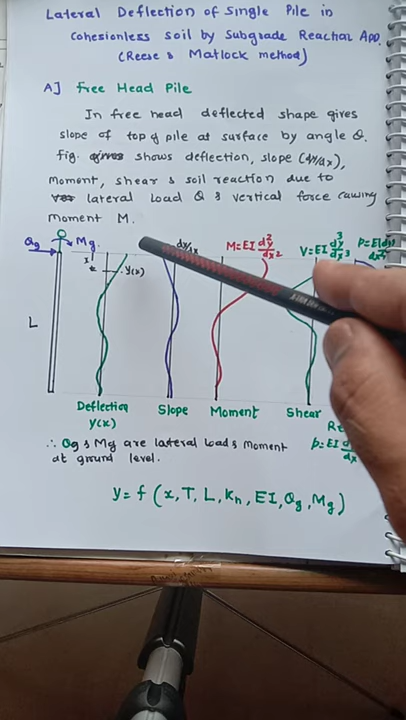 Lateral Deflection of Single Pile in
Cohesionless Soil by Subgrade Reaction App.
(Reese & Matlock method)
A] Free Head Pile
In free head deflected shape gives
slope of top of pile at surface by angle θ.
Fig. shows deflection, slope (dy/dx),
moment, shear & soil reaction due to
lateral load Q & vertical force causing
moment M.
Qg Mg
x
y(x)
dy/dx
M=EI d²y/dx²
V=EI d³y/dx³
L
Deflection Slope Moment Shear
y(x)
∴ Qg & Mg are lateral load & Moment
at ground level.
y = f (x, T, L, Kh, EI, Qg, Mg)